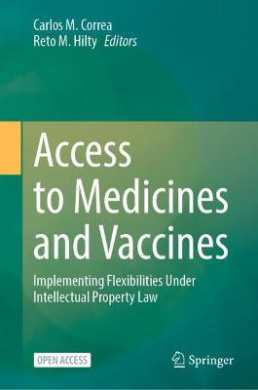 Carlos M. Correa
Reto M. Hilty Editors
Access
to Medicines
and Vaccines
Implementing Flexibilities Under
Intellectual Property Law
OPEN ACCESS
Springer